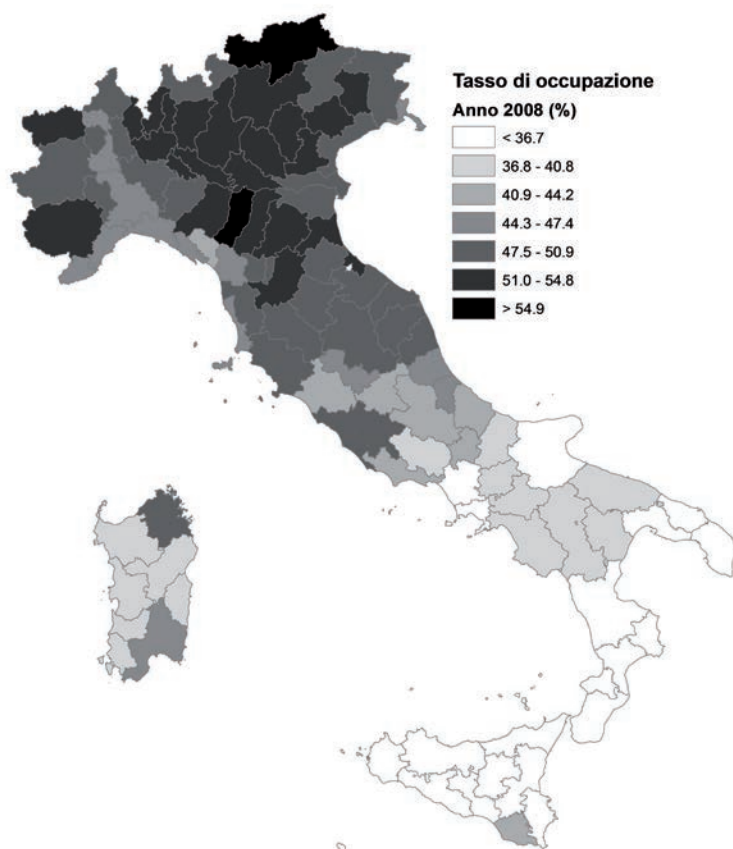 Tasso di occupazione
Anno 2008 (%)
< 36.7
36.8 - 40.8
40.9 - 44.2
44.3 - 47.4
47.5 - 50.9
51.0 - 54.8
> 54.9